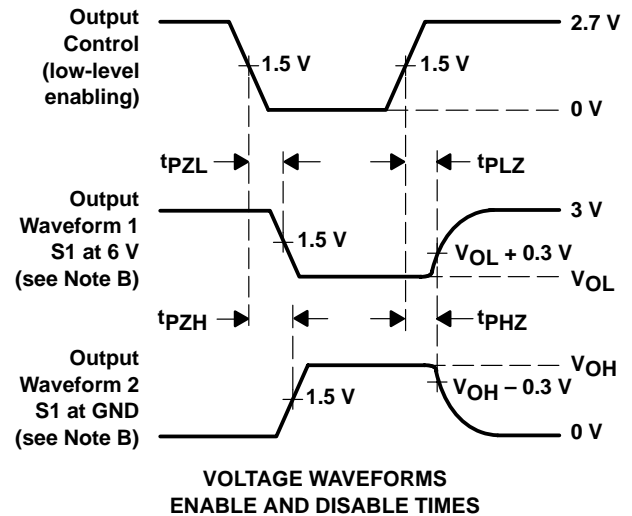 Output
Control
(low-level
enabling)
1.5 V
1.5 V
2.7 V
0 V
tPZL
tPLZ
Output
Waveform 1
S1 at 6 V
(see Note B)
1.5 V
3 V
VOL + 0.3 V
VOL
tPZH
tPHZ
Output
Waveform 2
S1 at GND
(see Note B)
1.5 V
VOH
VOH – 0.3 V
0 V
VOLTAGE WAVEFORMS
ENABLE AND DISABLE TIMES